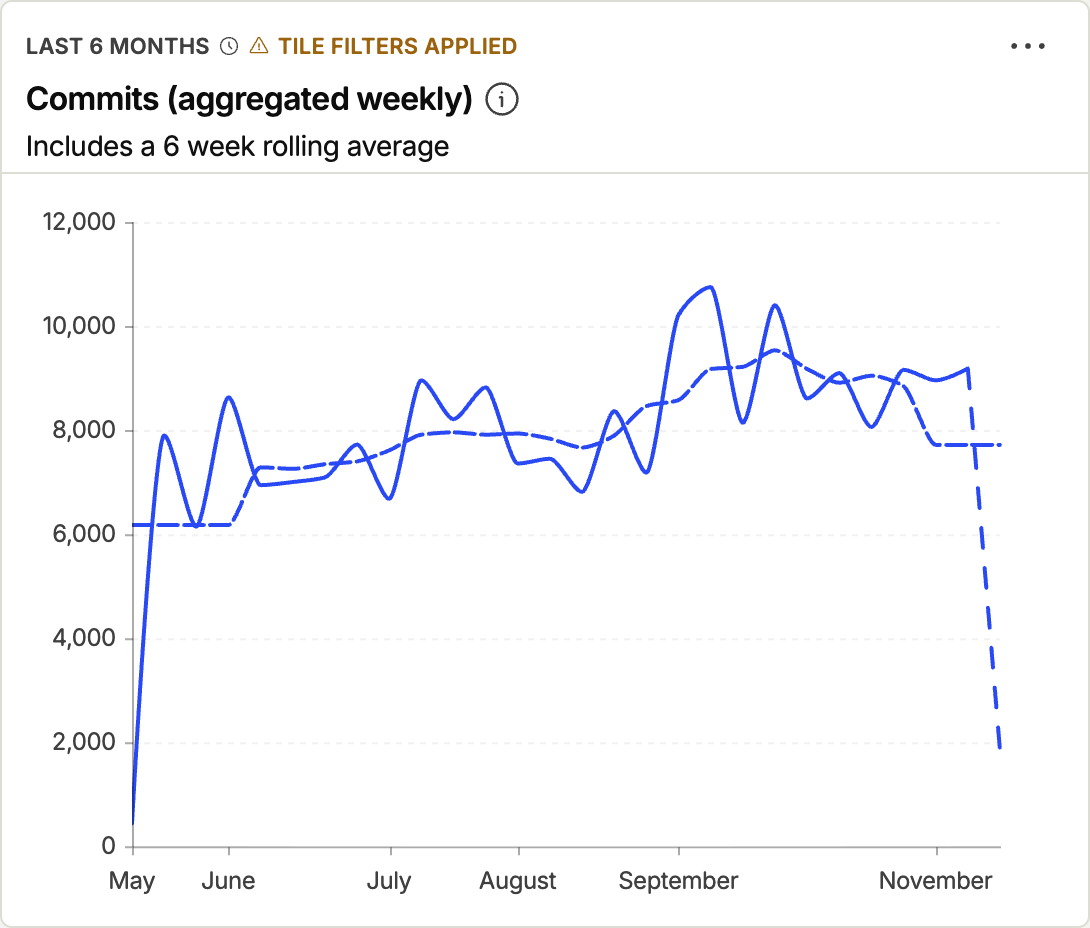 LAST 6 MONTHS TILE FILTERS APPLIED
Commits (aggregated weekly)
Includes a 6 week rolling average
12,000
10,000
8,000
6,000
4,000
2,000
0
May June July August September November